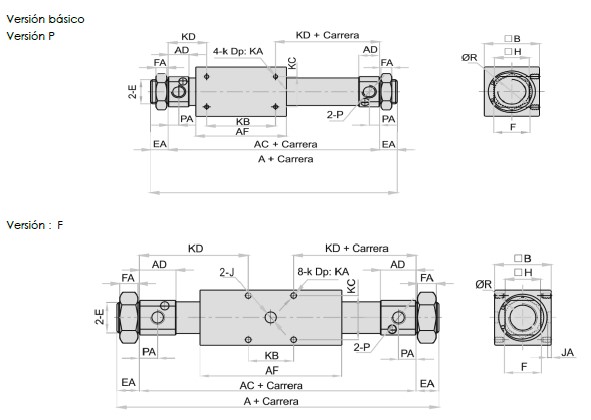 Versión básico
Versión P
KD
KD + Carrera
FA
AD
4-k Dp: KA
KC
AD
FA
2-E
2-P
PA
KB
PA
AF
EA
AC + Carrera
EA
A + Carrera
□B
□H
ØR
F
Versión : F
KD
KD + Carrera
FA
AD
2-J
8-k Dp: KA
AD
FA
KC
2-E
2-P
PA
KB
PA
AF
EA
AC + Carrera
EA
A + Carrera
□B
□H
ØR
JA
F